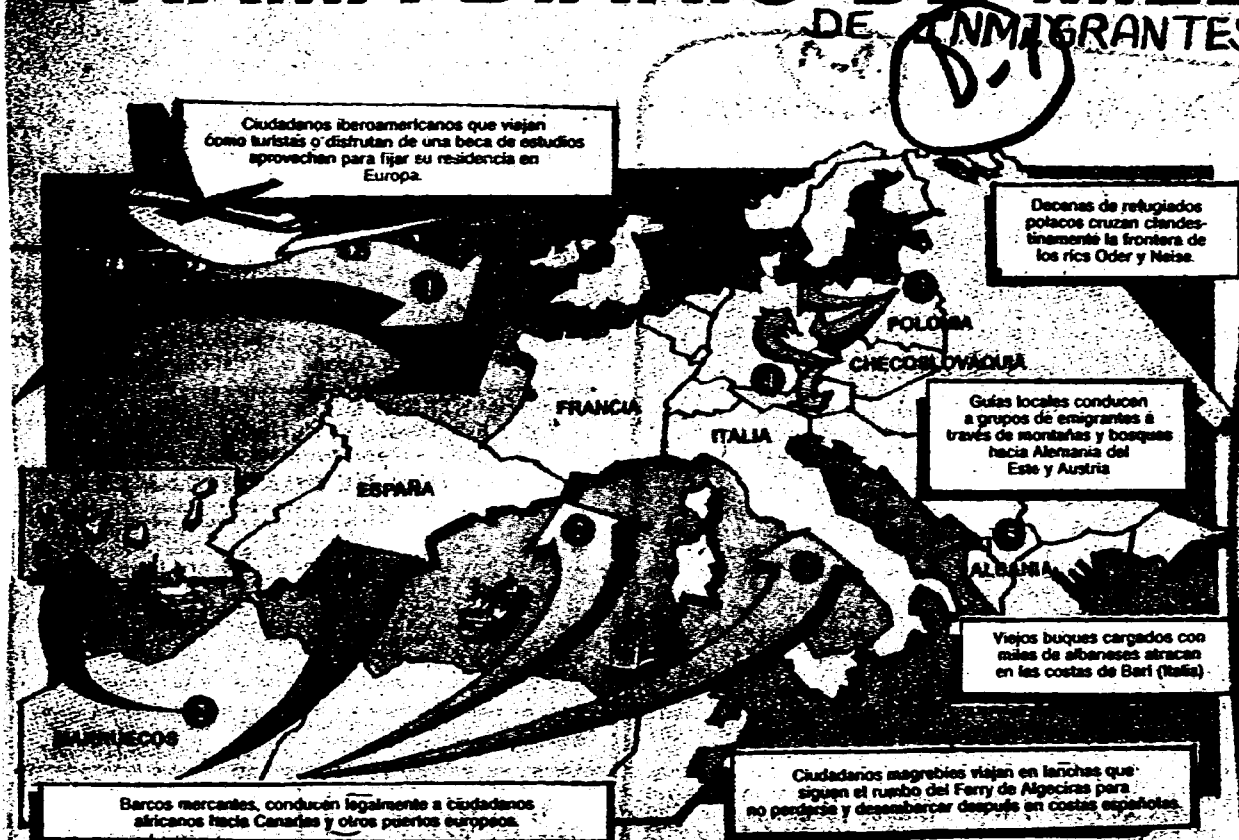 DE INMIGRANTES
D-1
Ciudadanos iberoamericanos que viajan
como turistas o disfrutan de una beca de estudios
aprovechan para fijar su residencia en
Europa.
Decenas de refugiados
polacos cruzan clandes-
tinamente la frontera de
los ríos Oder y Neise.
POLONIA
CHECOSLOVAQUIA
FRANCIA
ITALIA
Guías locales conducen
a grupos de emigrantes a
través de montañas y bosques
hacia Alemania del
Este y Austria
ESPAÑA
ALBANIA
Viejos buques cargados con
miles de albaneses atracan
en las costas de Bari (Italia)
MARRUECOS
Barcos mercantes, conducen legalmente a ciudadanos
africanos hacia Canarias y otros puertos europeos.
Ciudadanos magrebíes viajan en lanchas que
siguen el rumbo del Ferry de Algeciras para
no perderse y desembarcar después en costas españolas.